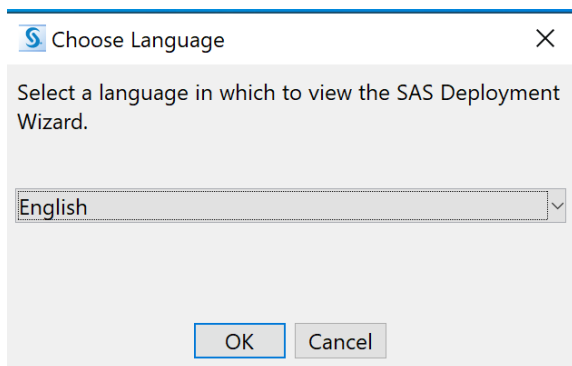 Choose Language
Select a language in which to view the SAS Deployment
Wizard.
English
OK Cancel